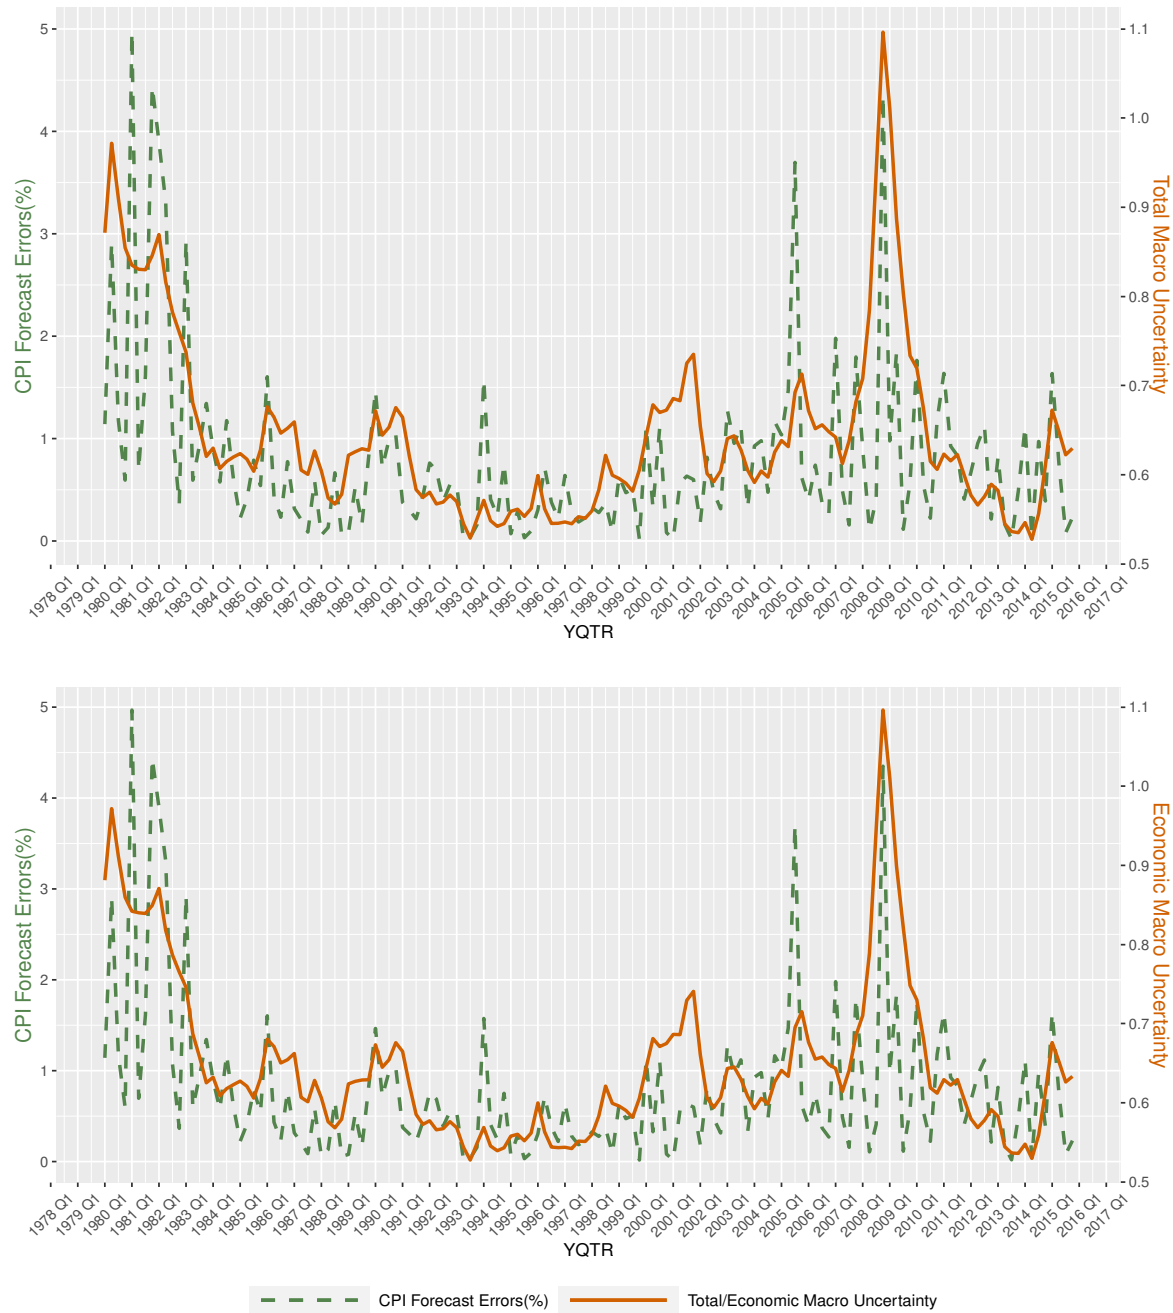 5
4
3
2
1
0
CPI Forecast Errors(%)
1.1
1.0
0.9
0.8
0.7
0.6
0.5
Total Macro Uncertainty
1978 Q1
1979 Q1
1980 Q1
1981 Q1
1982 Q1
1983 Q1
1984 Q1
1985 Q1
1986 Q1
1987 Q1
1988 Q1
1989 Q1
1990 Q1
1991 Q1
1992 Q1
1993 Q1
1994 Q1
1995 Q1
1996 Q1
1997 Q1
1998 Q1
1999 Q1
2000 Q1
2001 Q1
2002 Q1
2003 Q1
2004 Q1
2005 Q1
2006 Q1
2007 Q1
2008 Q1
2009 Q1
2010 Q1
2011 Q1
2012 Q1
2013 Q1
2014 Q1
2015 Q1
2016 Q1
2017 Q1
YQTR
5
4
3
2
1
0
CPI Forecast Errors(%)
1.1
1.0
0.9
0.8
0.7
0.6
0.5
Economic Macro Uncertainty
1978 Q1
1979 Q1
1980 Q1
1981 Q1
1982 Q1
1983 Q1
1984 Q1
1985 Q1
1986 Q1
1987 Q1
1988 Q1
1989 Q1
1990 Q1
1991 Q1
1992 Q1
1993 Q1
1994 Q1
1995 Q1
1996 Q1
1997 Q1
1998 Q1
1999 Q1
2000 Q1
2001 Q1
2002 Q1
2003 Q1
2004 Q1
2005 Q1
2006 Q1
2007 Q1
2008 Q1
2009 Q1
2010 Q1
2011 Q1
2012 Q1
2013 Q1
2014 Q1
2015 Q1
2016 Q1
2017 Q1
YQTR
CPI Forecast Errors(%)
Total/Economic Macro Uncertainty